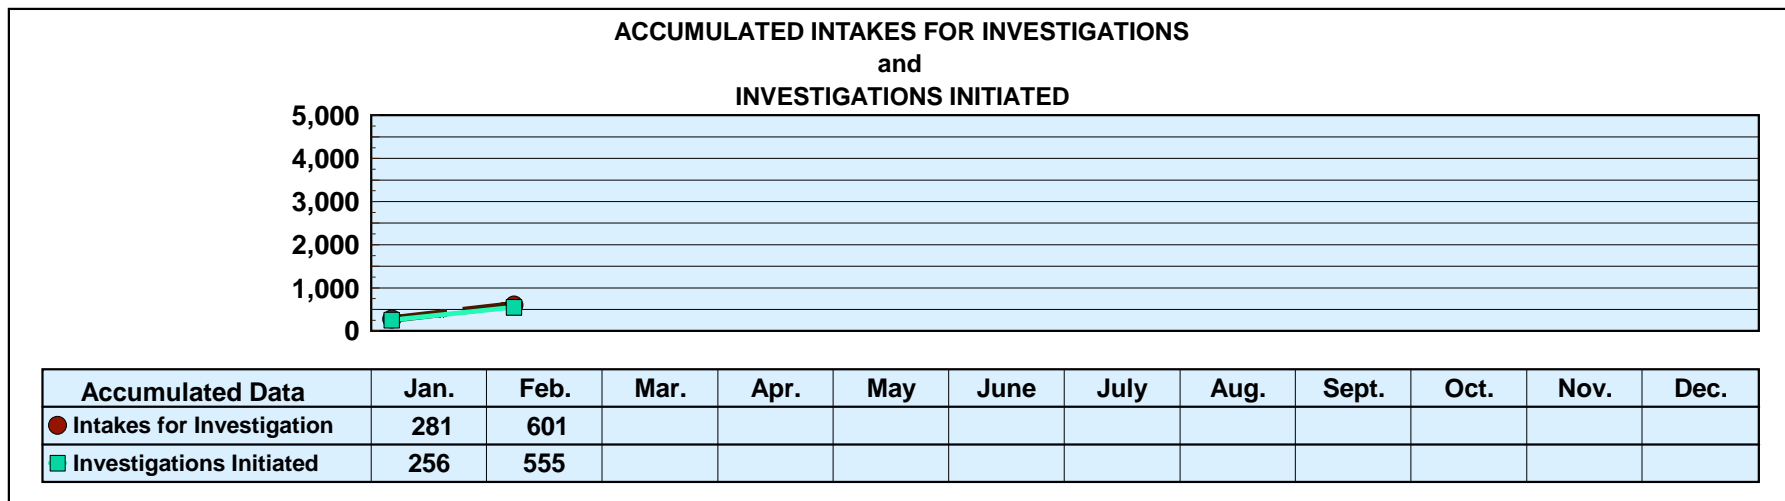 ACCUMULATED INTAKES FOR INVESTIGATIONS
and
INVESTIGATIONS INITIATED
5,000
4,000
3,000
2,000
1,000
0
Accumulated Data Jan. Feb. Mar. Apr. May June July Aug. Sept. Oct. Nov. Dec.
Intakes for Investigation 281 601
Investigations Initiated 256 555